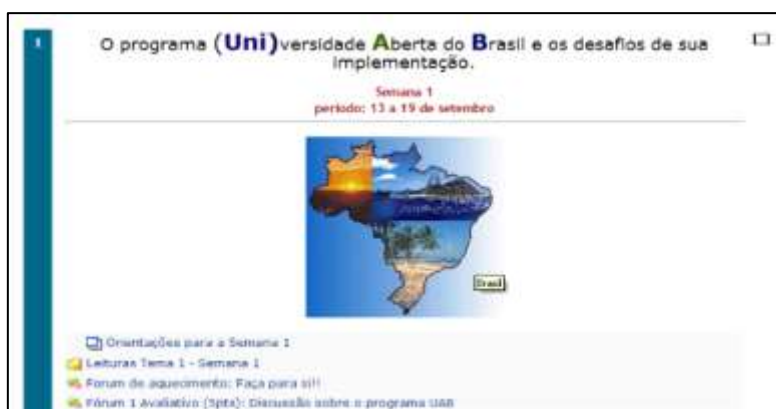 1
O programa (Uni)versidade Aberta do Brasil e os desafios de sua
implementação.
Semana 1
período: 13 a 19 de setembro
Brasil
Orientações para a Semana 1
Leituras Tema 1 - Semana 1
Forum de aquecimento: Faça para si!!
Fórum 1 Avaliativo (5pts): Discussão sobre o programa UAB